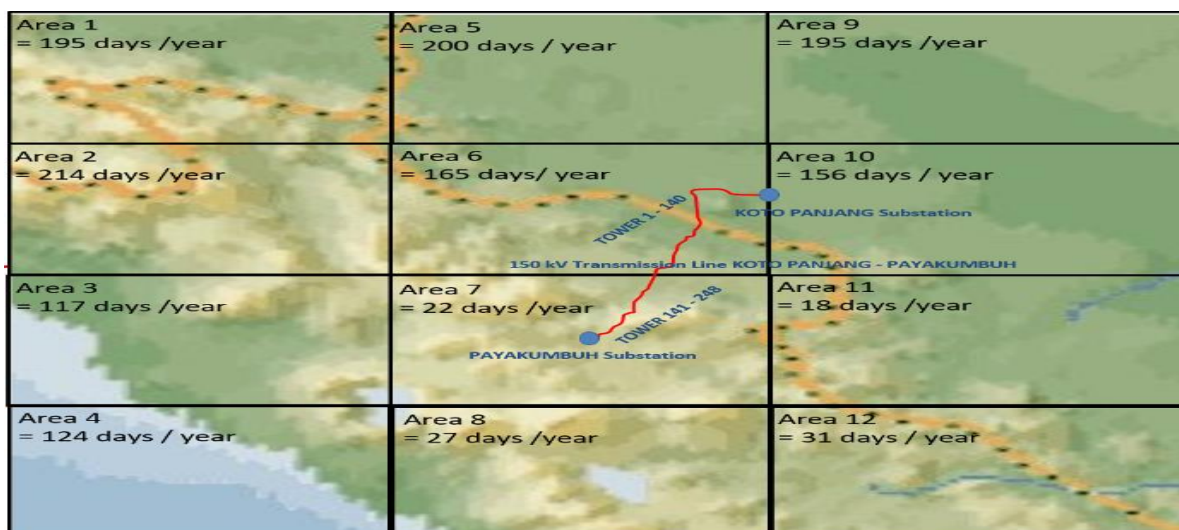 Area 1
= 195 days /year
Area 5
= 200 days / year
Area 9
= 195 days /year
Area 2
= 214 days /year
Area 6
= 165 days/ year
Area 10
= 156 days /year
TOWER 1 - 140
KOTO PANJANG Substation
150 kV Transmission Line KOTO PANJANG - PAYAKUMBUH
Area 3
= 117 days /year
Area 7
= 22 days /year
Area 11
= 18 days /year
TOWER 141 - 248
PAYAKUMBUH Substation
Area 4
= 124 days / year
Area 8
= 27 days /year
Area 12
= 31 days /year